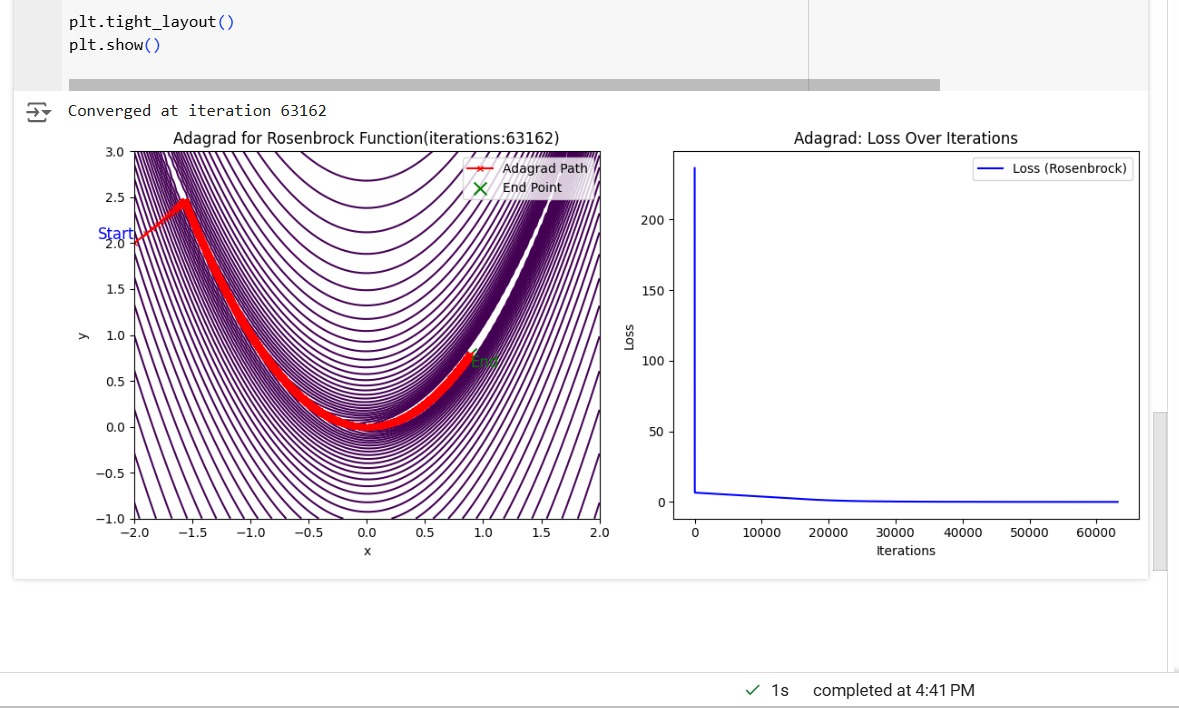 plt.tight_layout()
plt.show()
Converged at iteration 63162
Adagrad for Rosenbrock Function(iterations:63162)
Adagrad Path
End Point
Start
End
3.0
2.5
2.0
1.5
1.0
0.5
0.0
−0.5
−1.0
y
−2.0 −1.5 −1.0 −0.5 0.0 0.5 1.0 1.5 2.0
x
Adagrad: Loss Over Iterations
Loss (Rosenbrock)
200
150
100
50
0
Loss
0 10000 20000 30000 40000 50000 60000
Iterations
1s completed at 4:41 PM